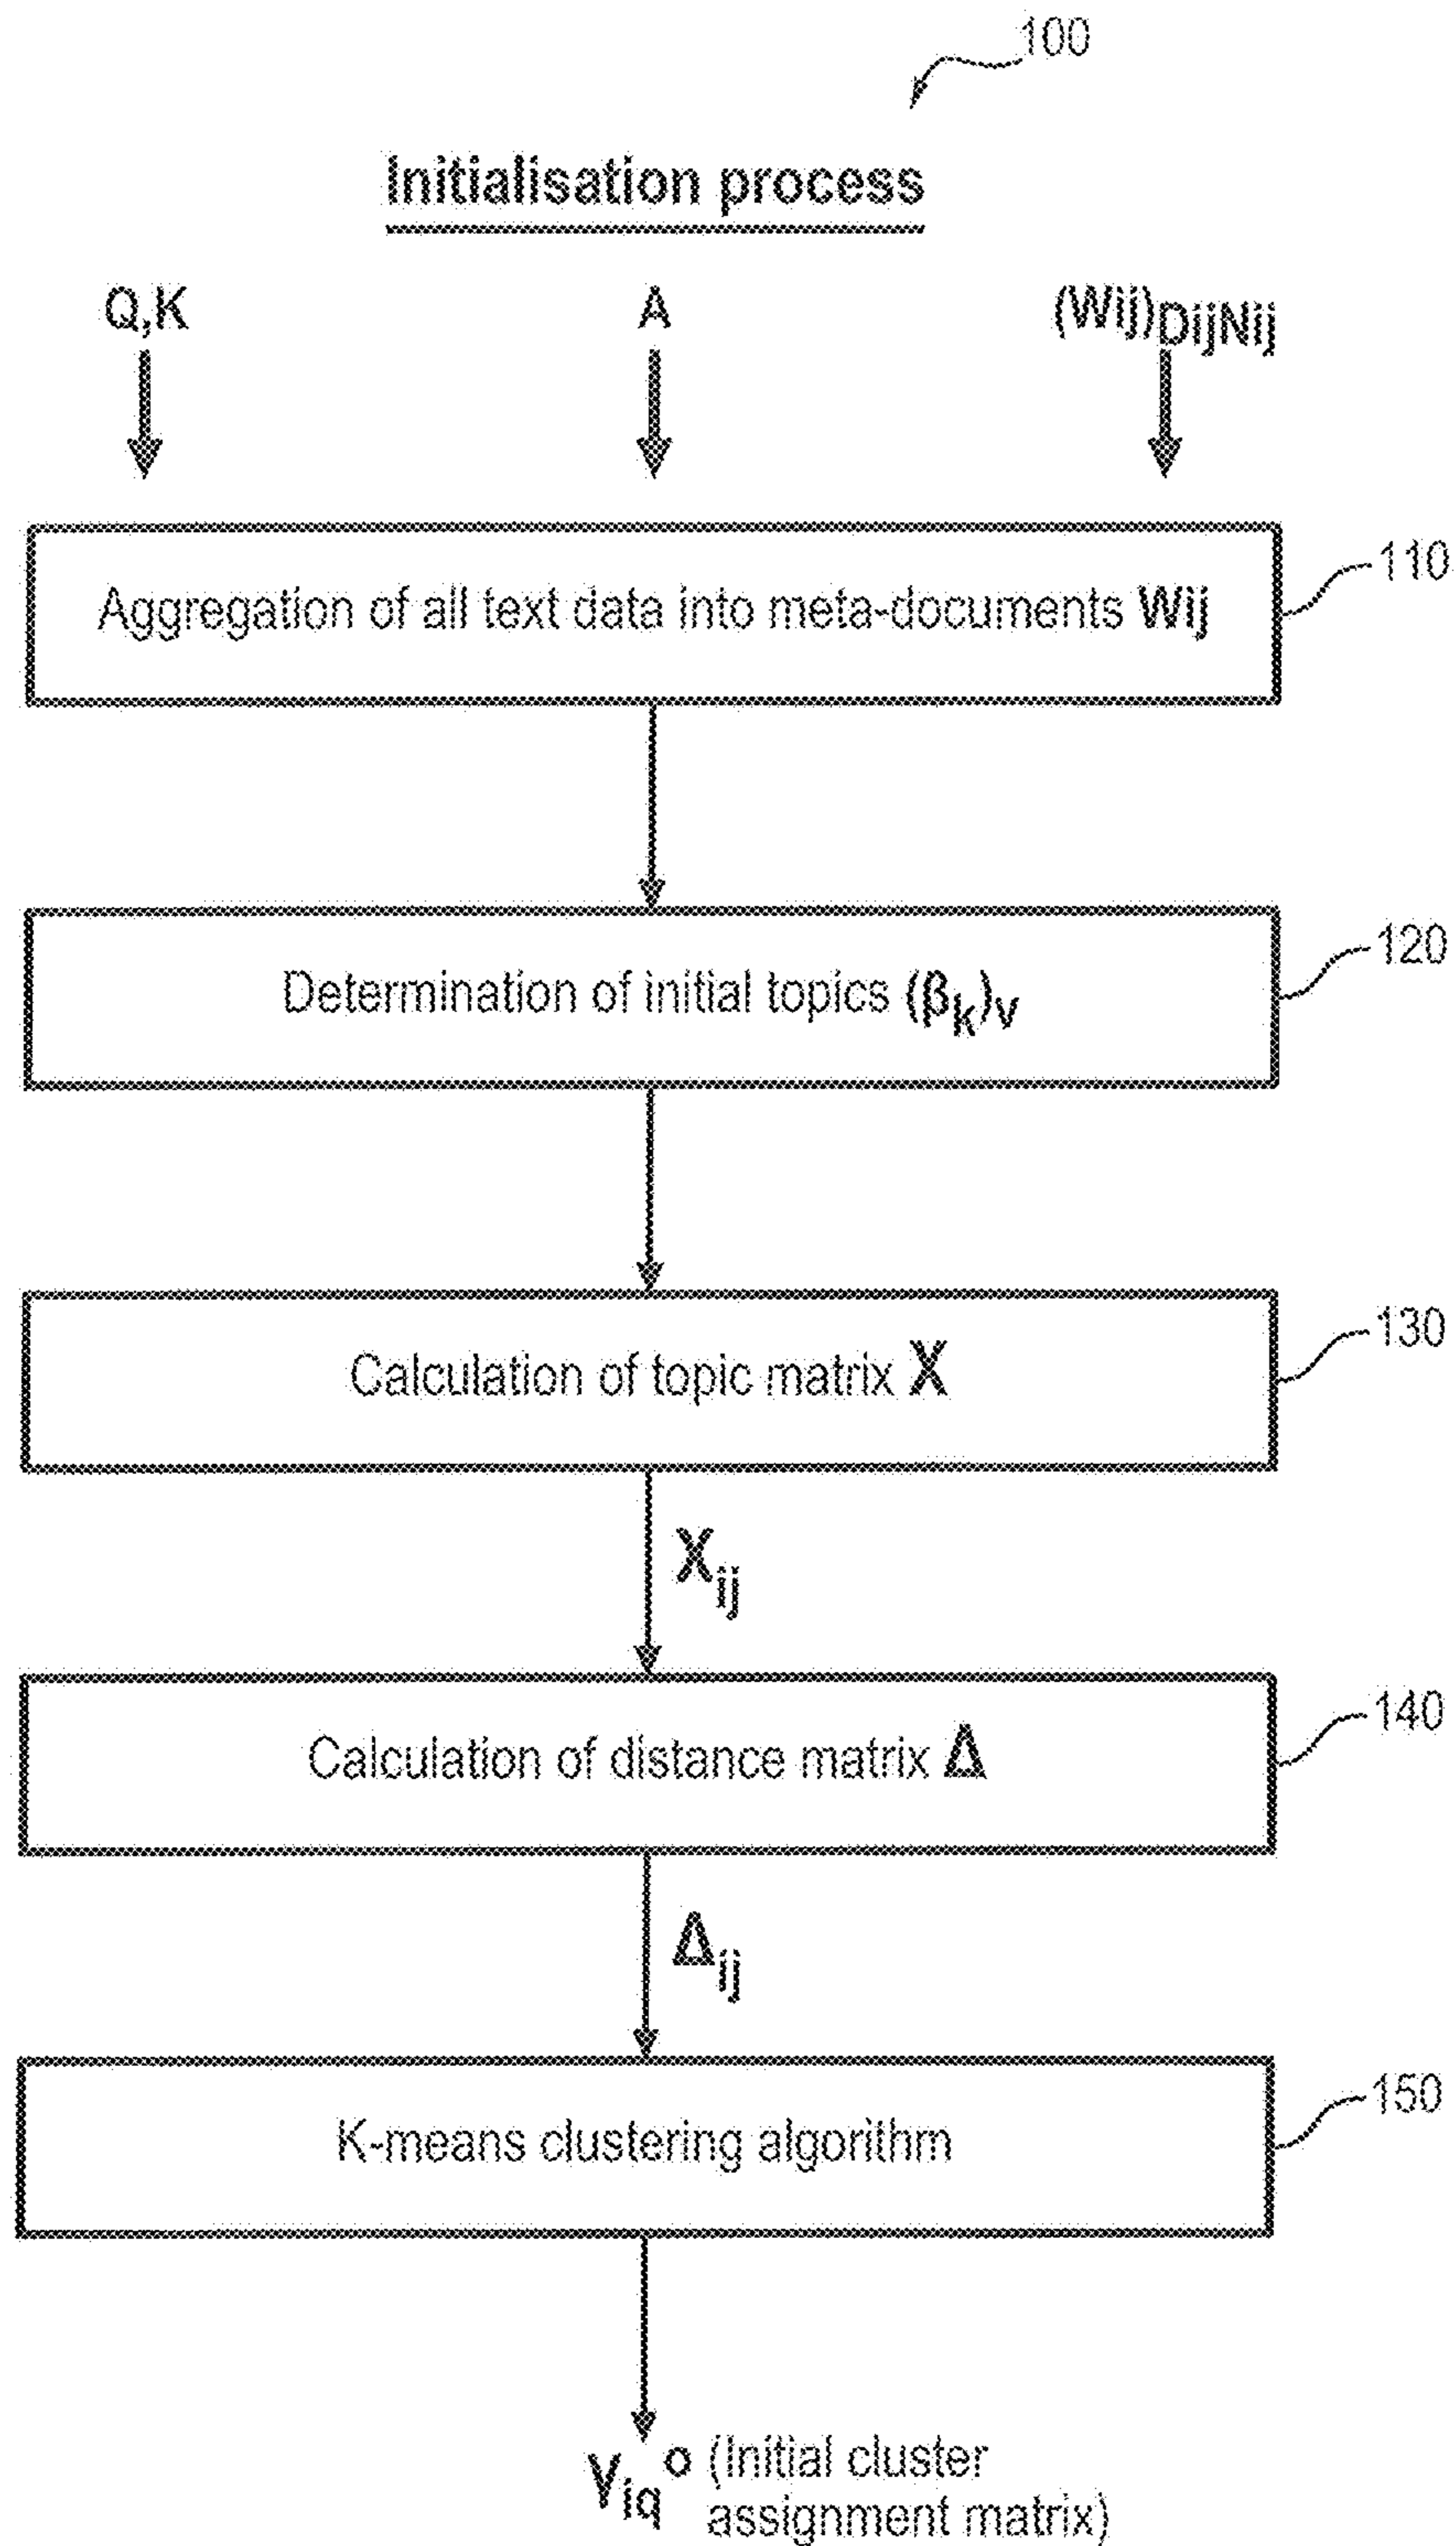 100
Initialisation process
Q,K
A
(Wij)DijNij
Aggregation of all text data into meta-documents Wij
110
Determination of initial topics (βk)v
120
Calculation of topic matrix X
130
Xij
Calculation of distance matrix Δ
140
Δij
K-means clustering algorithm
150
Yiq o (Initial cluster
assignment matrix)